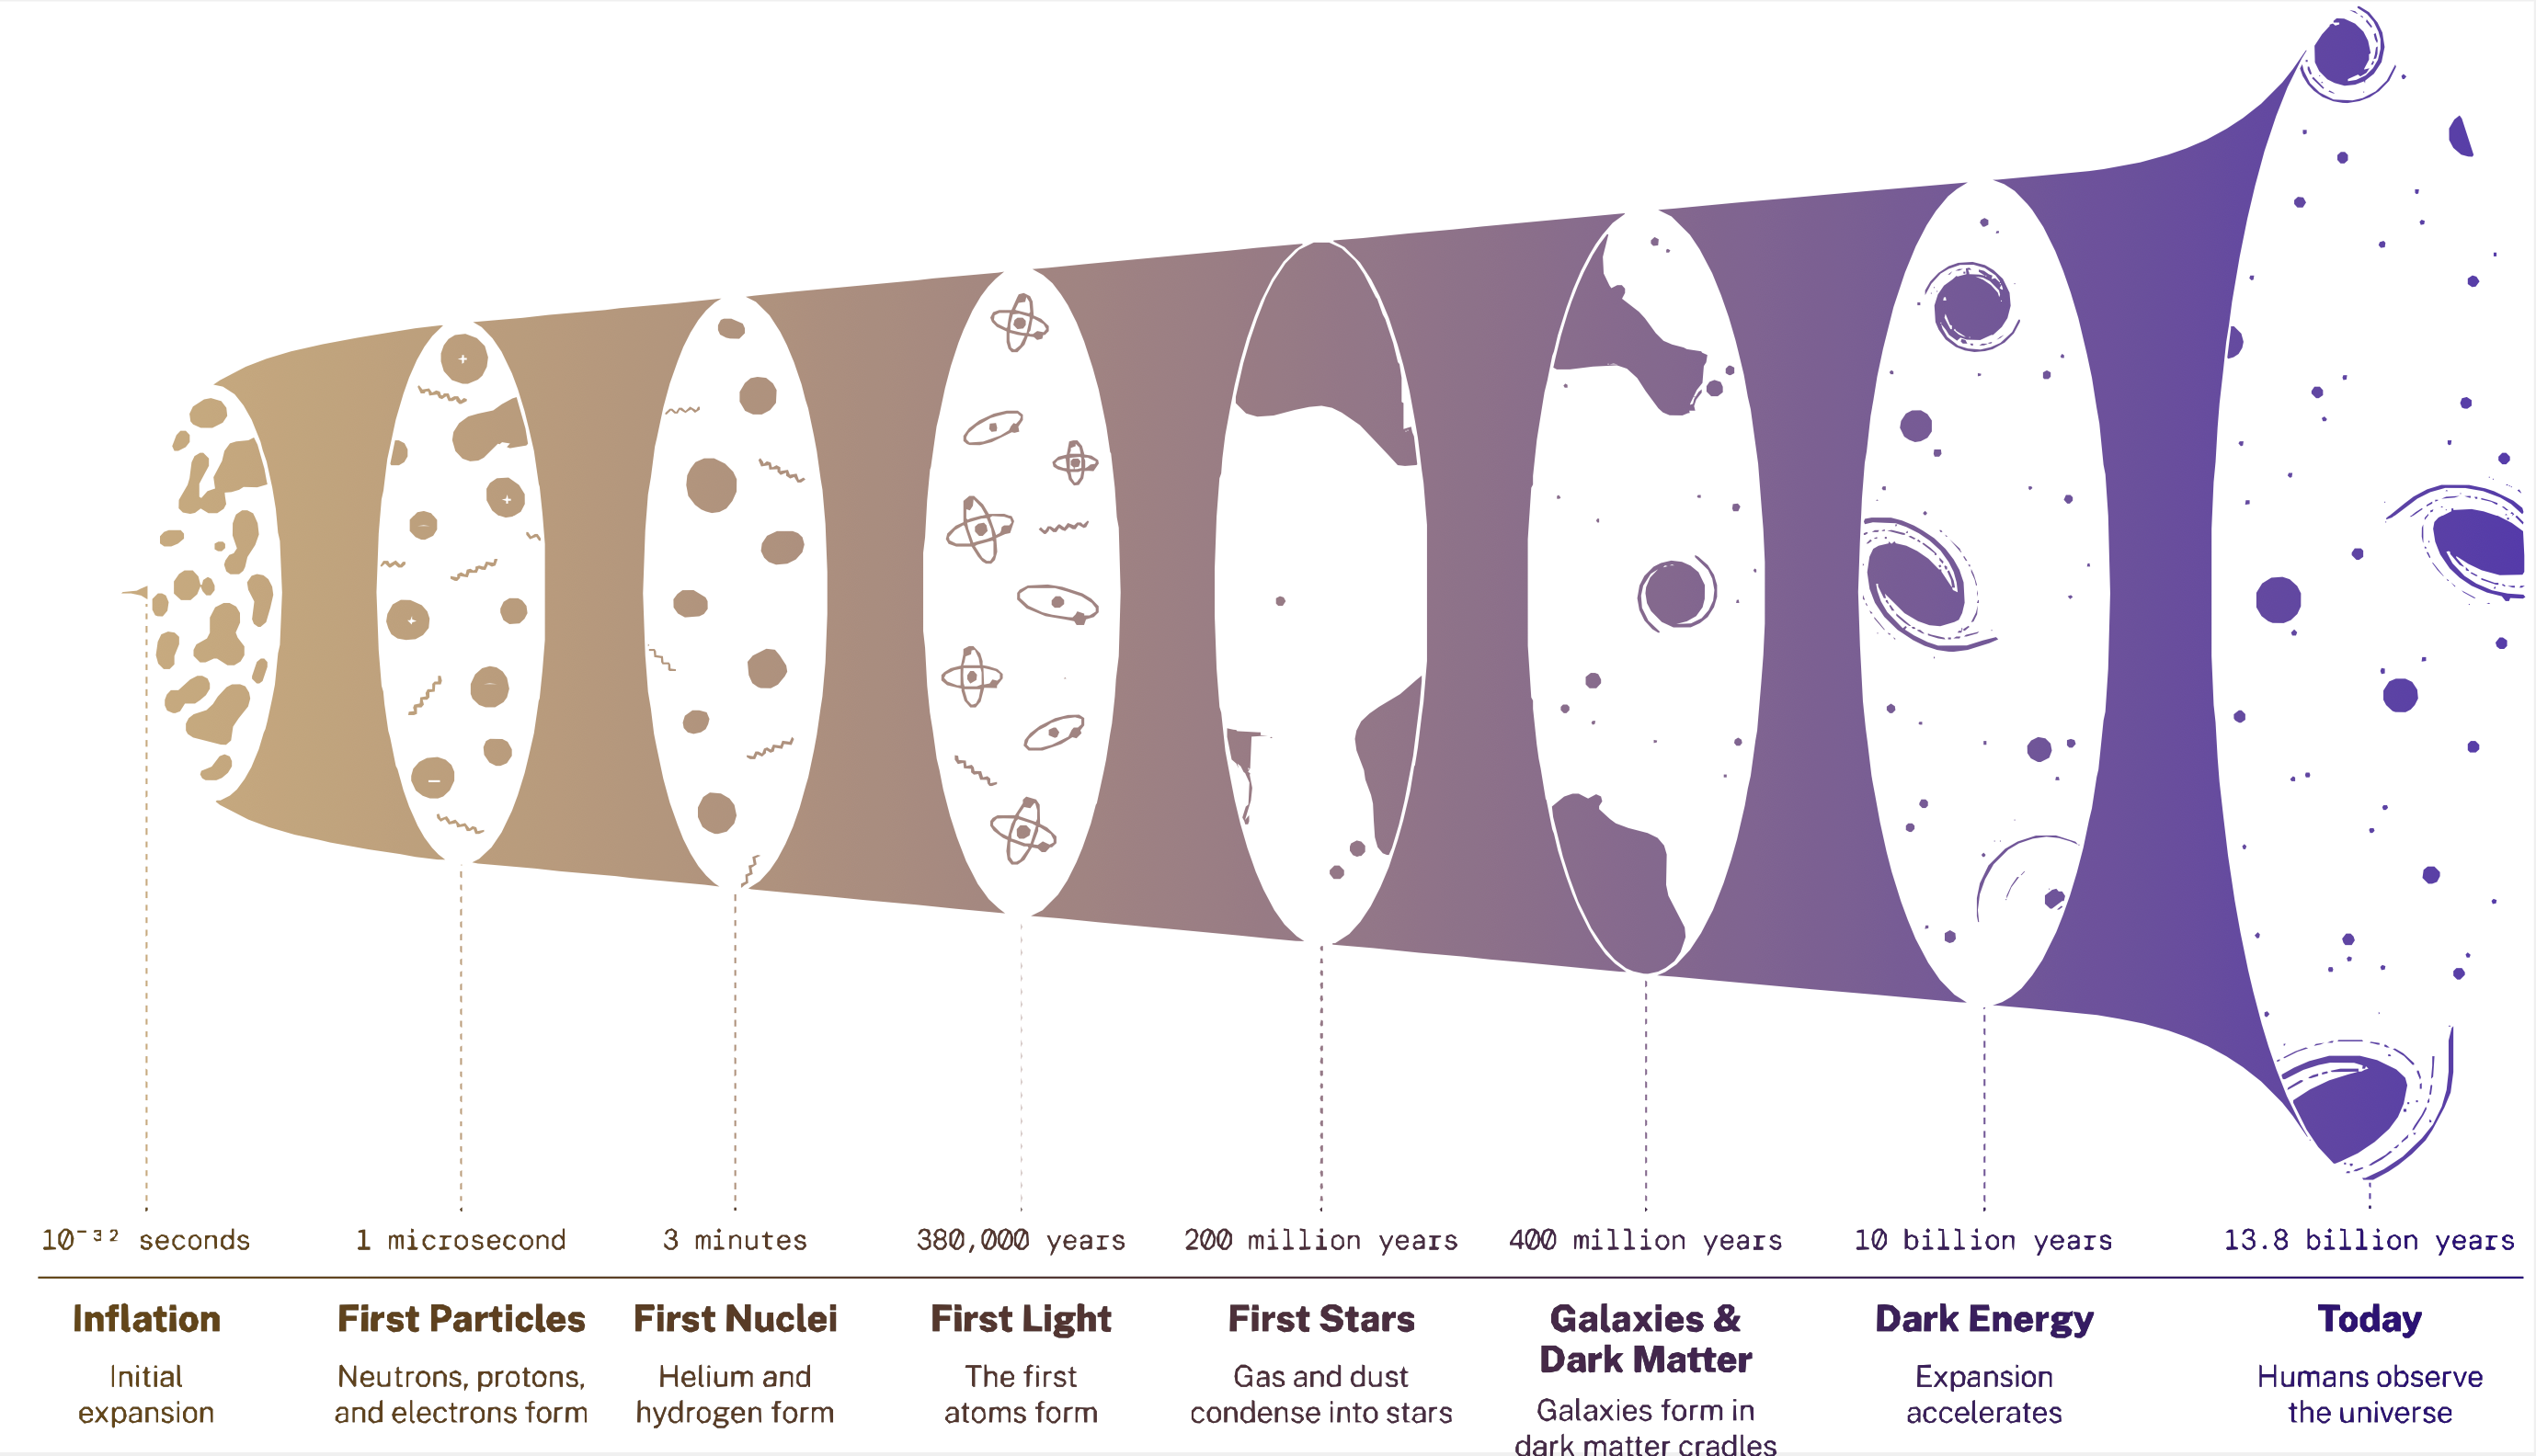 10⁻³² seconds
1 microsecond
3 minutes
380,000 years
200 million years
400 million years
10 billion years
13.8 billion years
Inflation
Initial
expansion
First Particles
Neutrons, protons,
and electrons form
First Nuclei
Helium and
hydrogen form
First Light
The first
atoms form
First Stars
Gas and dust
condense into stars
Galaxies &
Dark Matter
Galaxies form in
dark matter cradles
Dark Energy
Expansion
accelerates
Today
Humans observe
the universe